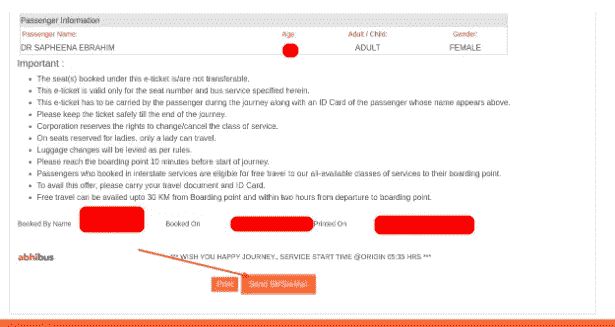 Passenger Information
Passenger Name: Age Adult / Child: Gender:
DR SAPHEENA EBRAHIM ADULT FEMALE
Important :
The seat(s) booked under this e-ticket is/are not transferable.
This e-ticket is valid only for the seat number and bus service specified herein.
This e-ticket has to be carried by the passenger during the journey along with an ID Card of the passenger whose name appears above.
Please keep the ticket safely till the end of the journey.
Corporation reserves the rights to change/cancel the class of service.
On seats reserved for ladies, only a lady can travel.
Luggage changes will be levied as per rules.
Please reach the boarding point 10 minutes before start of journey.
Passengers who booked in interstate services are eligible for free travel to our all-available classes of services to their boarding point.
To avail this offer, please carry your travel document and ID Card.
Free travel can be availed upto 30 KM from Boarding point and within two hours from departure to boarding point.
Booked By Name Booked On Printed On
abhibus *** WISH YOU HAPPY JOURNEY., SERVICE START TIME @ORIGIN 05:35 HRS ***
Print Send